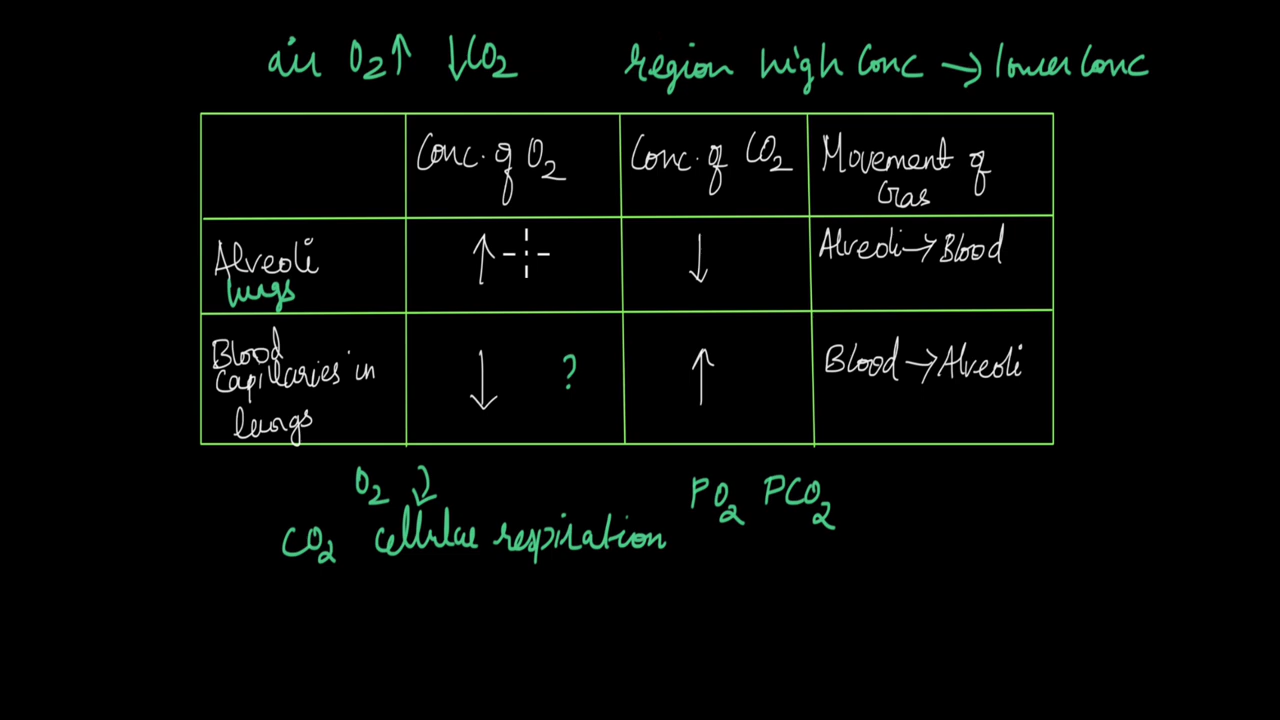 air O₂↑ ↓CO₂ region high Conc → lower Conc
Conc. of O₂ Conc. of CO₂ Movement of Gas
Alveoli ↑ ↓ Alveoli→Blood
lungs
Blood capillaries in lungs ↓ ? ↑ Blood→Alveoli
O₂ PO₂ PCO₂
CO₂ cellular respiration